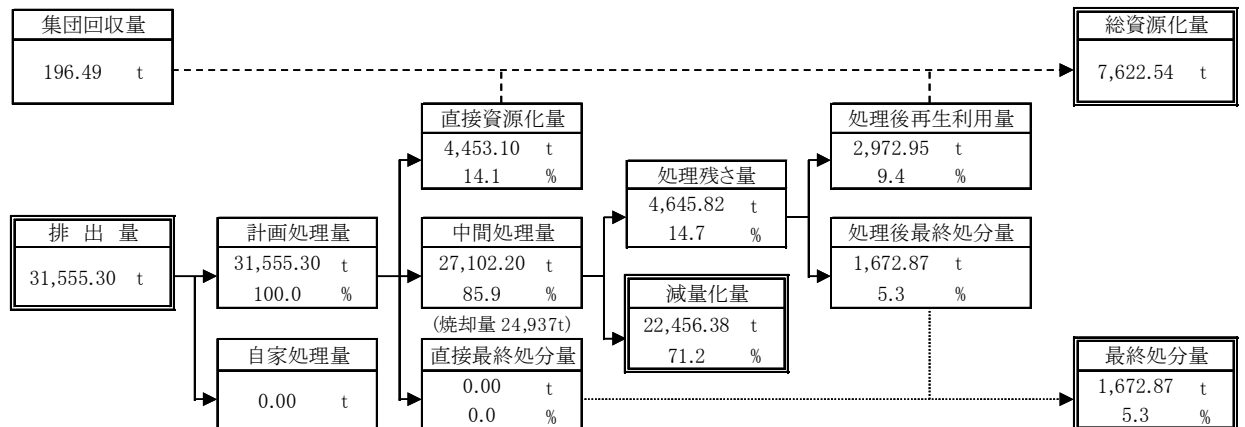 集団回収量
196.49 t
総資源化量
7,622.54 t
直接資源化量
4,453.10 t
14.1 %
処理後再生利用量
2,972.95 t
9.4 %
処理残さ量
4,645.82 t
14.7 %
排 出 量
31,555.30 t
計画処理量
31,555.30 t
100.0 %
中間処理量
27,102.20 t
85.9 %
(焼却量 24,937t)
処理後最終処分量
1,672.87 t
5.3 %
減量化量
22,456.38 t
71.2 %
自家処理量
0.00 t
直接最終処分量
0.00 t
0.0 %
最終処分量
1,672.87 t
5.3 %